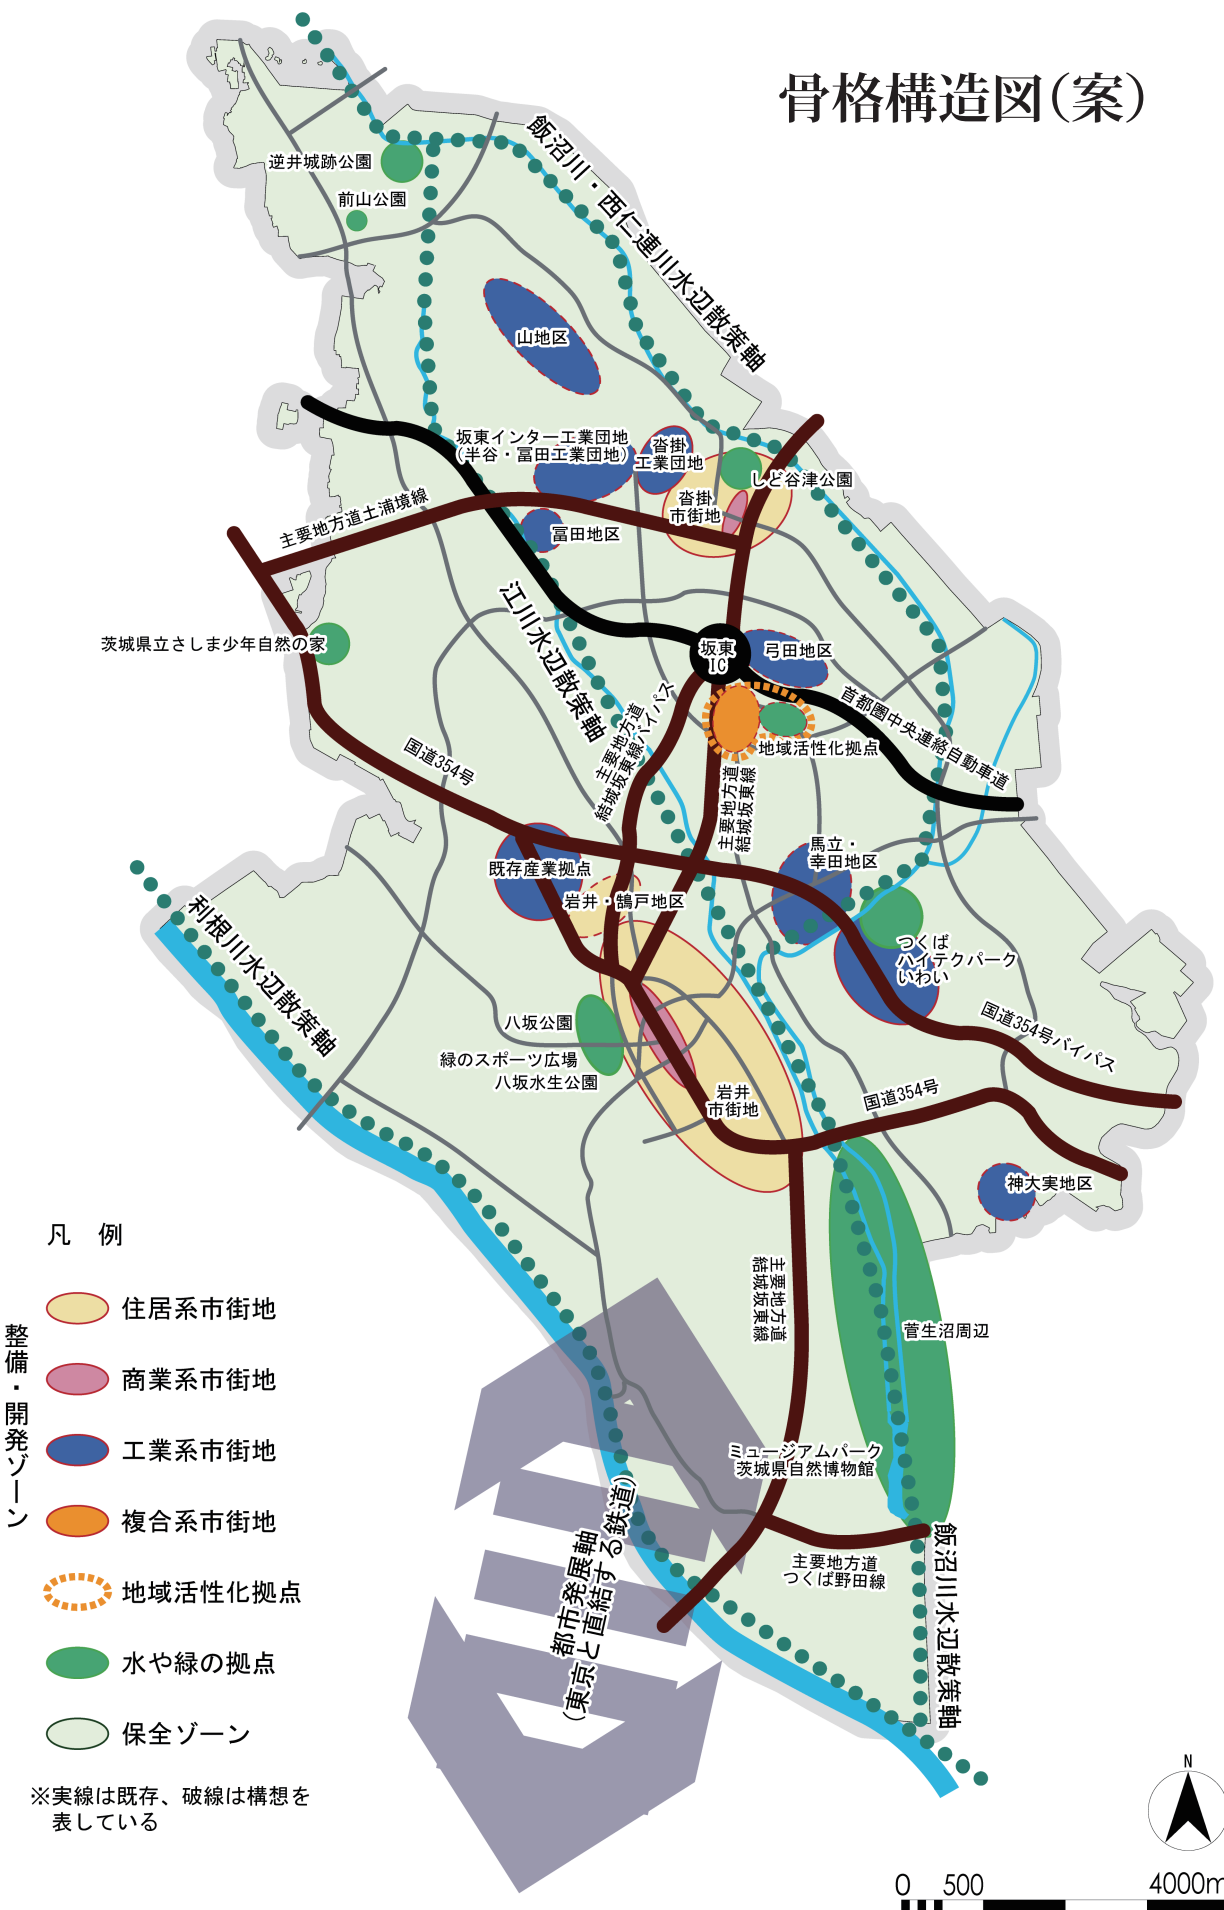 骨格構造図(案)
飯沼川・西仁連川水辺散策軸
逆井城跡公園
前山公園
山地区
坂東インター工業団地
(半谷・冨田工業団地)
沓掛
工業団地
しど谷津公園
沓掛
市街地
主要地方道土浦境線
冨田地区
江川水辺散策軸
茨城県立さしま少年自然の家
坂東
IC
弓田地区
首都圏中央連絡自動車道
地域活性化拠点
主要地方道
結城坂東線バイパス
主要地方道
結城坂東線
国道354号
既存産業拠点
岩井・鵠戸地区
馬立・
幸田地区
つくば
ハイテクパーク
いわい
利根川水辺散策軸
八坂公園
緑のスポーツ広場
八坂水生公園
岩井
市街地
国道354号バイパス
国道354号
神大実地区
主要地方道
結城坂東線
菅生沼周辺
ミュージアムパーク
茨城県自然博物館
都市発展軸
(東京と直結する鉄道)
主要地方道
つくば野田線
飯沼川水辺散策軸
凡 例
整備・開発ゾーン
住居系市街地
商業系市街地
工業系市街地
複合系市街地
地域活性化拠点
水や緑の拠点
保全ゾーン
※実線は既存、破線は構想を
表している
N
0 500 4000m